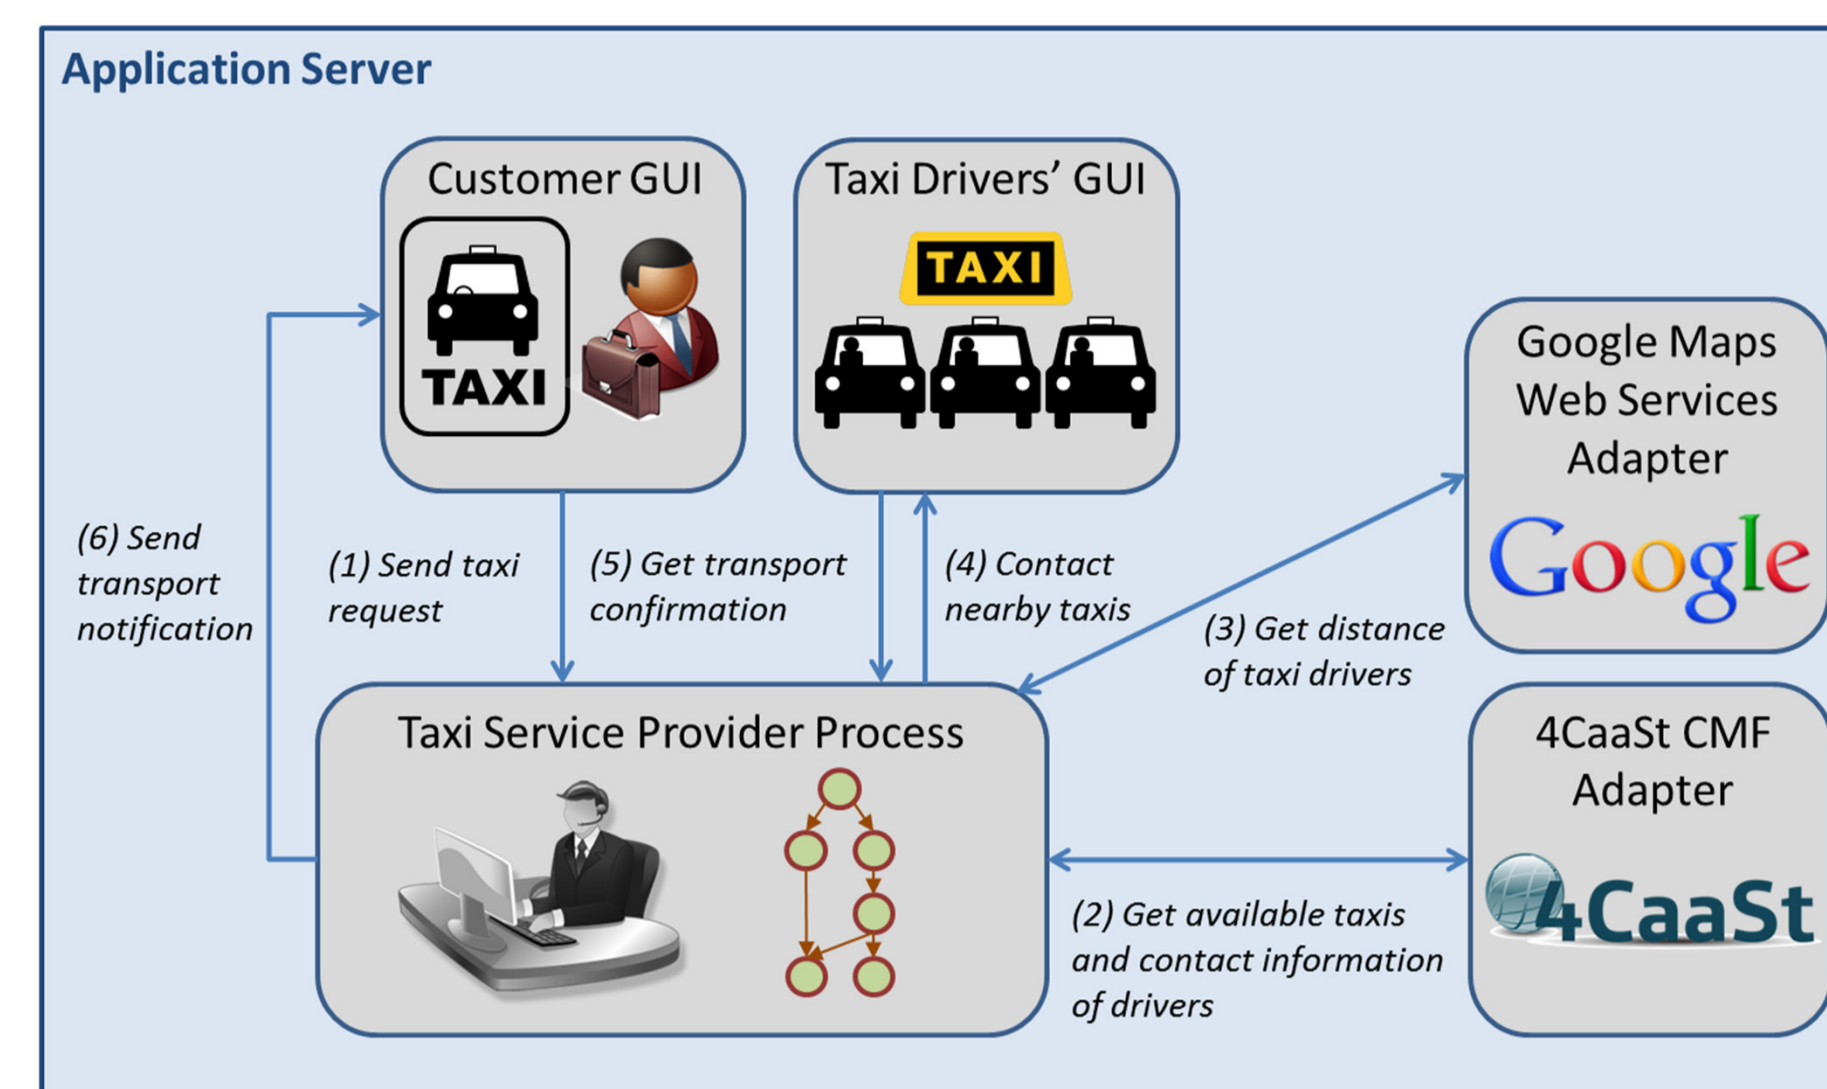 Application Server
Customer GUI
TAXI
Taxi Drivers’ GUI
TAXI
Google Maps
Web Services
Adapter
Google
(6) Send
transport
notification
(1) Send taxi
request
(5) Get transport
confirmation
(4) Contact
nearby taxis
(3) Get distance
of taxi drivers
Taxi Service Provider Process
4CaaSt CMF
Adapter
4CaaSt
(2) Get available taxis
and contact information
of drivers